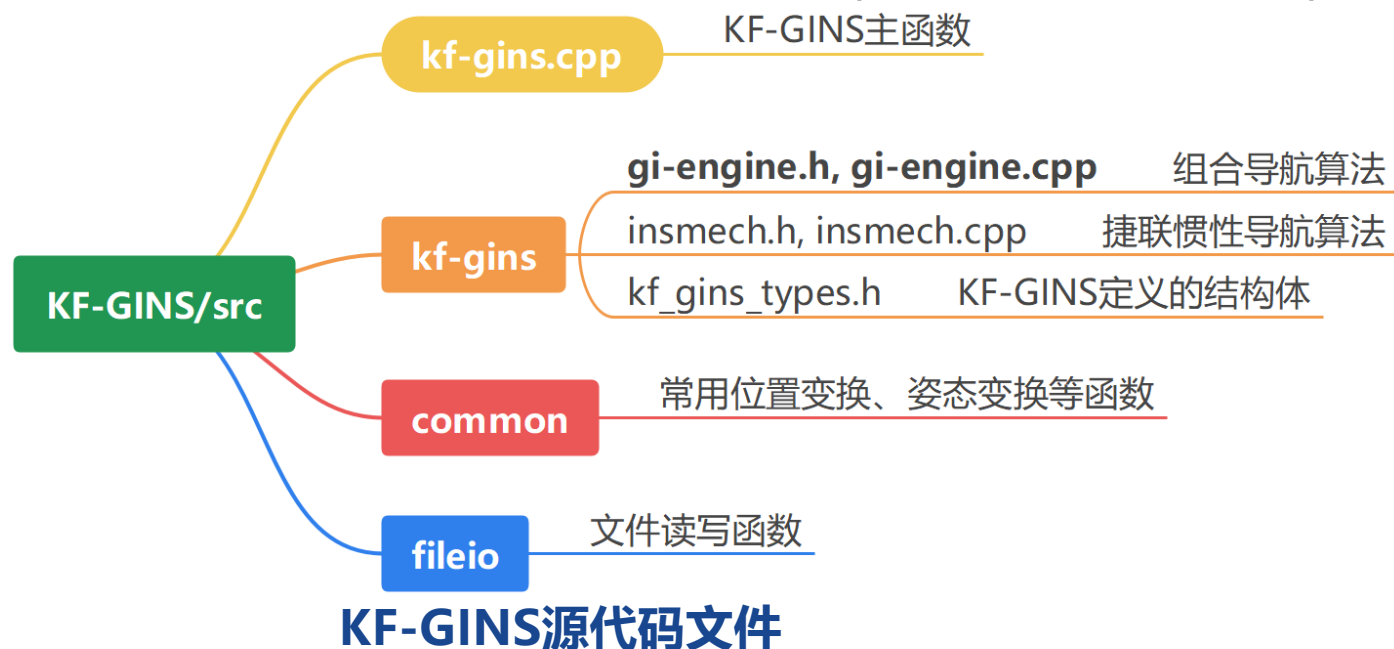 kf-gins.cpp KF-GINS主函数
gi-engine.h, gi-engine.cpp 组合导航算法
kf-gins
insmech.h, insmech.cpp 捷联惯性导航算法
KF-GINS/src
kf_gins_types.h KF-GINS定义的结构体
common 常用位置变换、姿态变换等函数
fileio 文件读写函数
KF-GINS源代码文件